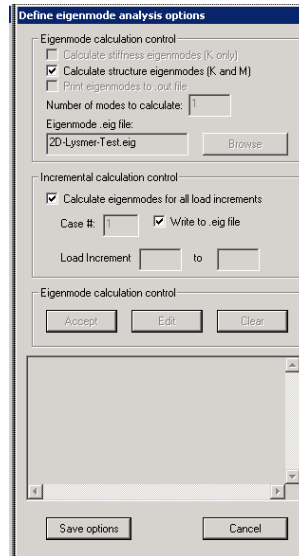 Define eigenmode analysis options
Eigenmode calculation control
Calculate stiffness eigenmodes (K only)
Calculate structure eigenmodes (K and M)
Print eigenmodes to .out file
Number of modes to calculate: 1
Eigenmode .eig file:
2D-Lysmer-Test.eig Browse
Incremental calculation control
Calculate eigenmodes for all load increments
Case #: 1 Write to .eig file
Load Increment to
Eigenmode calculation control
Accept Edit Clear
Save options Cancel